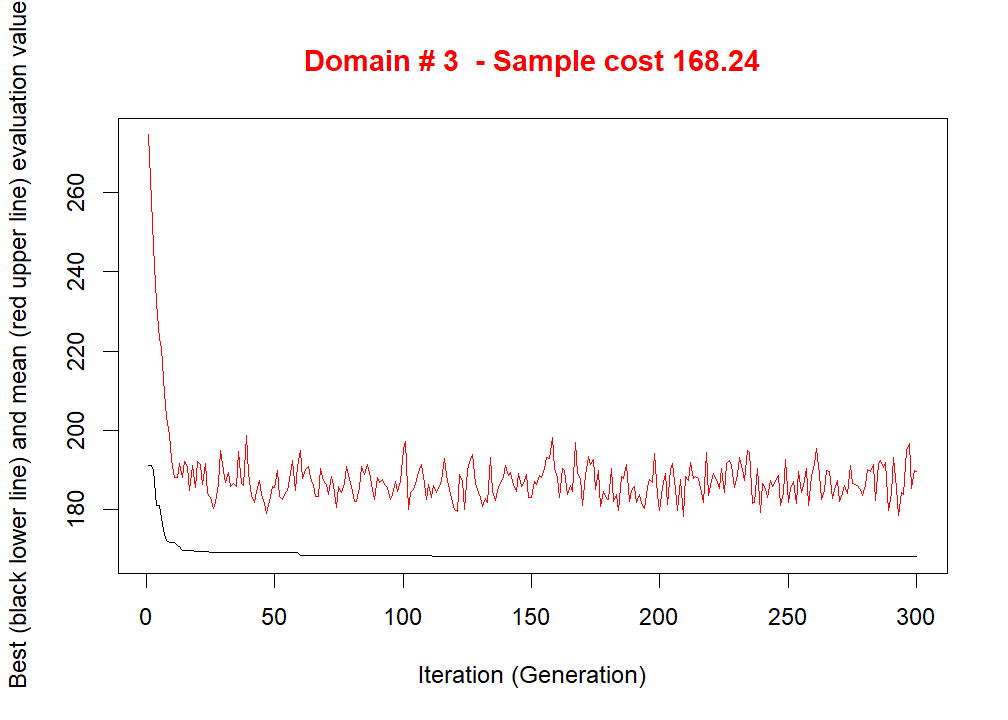 Domain # 3  - Sample cost 168.24
Best (black lower line) and mean (red upper line) evaluation value
260
240
220
200
180
0 50 100 150 200 250 300
Iteration (Generation)